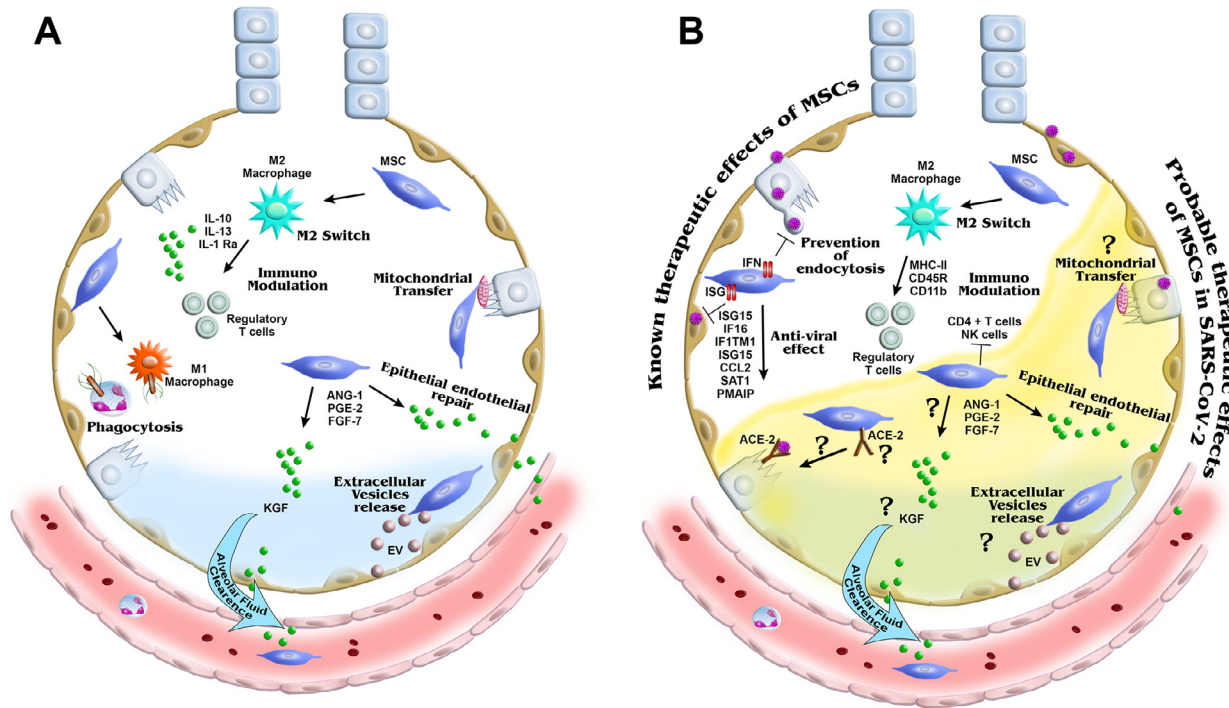 A
M2
Macrophage
MSC
M2 Switch
IL-10
IL-13
IL-1 Ra
Immuno
Modulation
Regulatory
T cells
Mitochondrial
Transfer
M1
Macrophage
Phagocytosis
ANG-1
PGE-2
FGF-7
Epithelial endothelial
repair
KGF
Extracellular
Vesicles
release
EV
Alveolar Fluid
Clearence
B
Known therapeutic effects of MSCs
Probable therapeutic effects
of MSCs in SARS-CoV-2
M2
Macrophage
MSC
M2 Switch
IFN
Prevention
of
endocytosis
ISG
ISG15
IF16
IF1TM1
ISG15
CCL2
SAT1
PMAIP
Anti-viral
effect
MHC-II
CD45R
CD11b
Immuno
Modulation
Regulatory
T cells
CD4 + T cells
NK cells
?
Mitochondrial
Transfer
ACE-2
?
ACE-2
?
?
ANG-1
PGE-2
FGF-7
Epithelial endothelial
repair
?
KGF
Extracellular
Vesicles
release
?
EV
Alveolar Fluid
Clearence